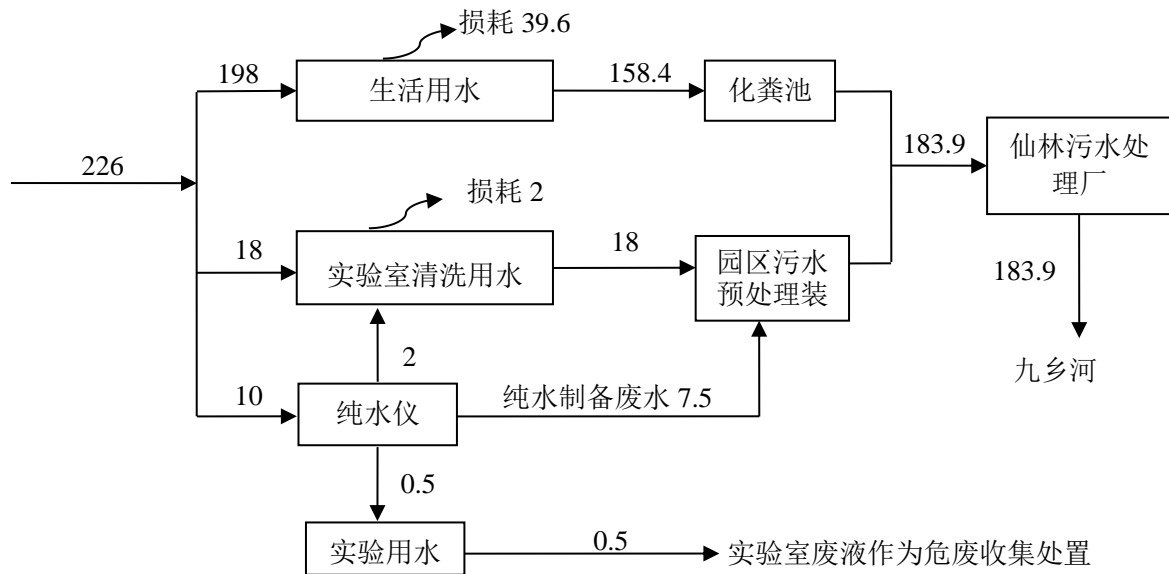 损耗 39.6
198
生活用水
158.4
化粪池
226
183.9
仙林污水处
理厂
损耗 2
18
实验室清洗用水
18
园区污水
预处理装
183.9
2
九乡河
10
纯水仪
纯水制备废水 7.5
0.5
实验用水
0.5
实验室废液作为危废收集处置